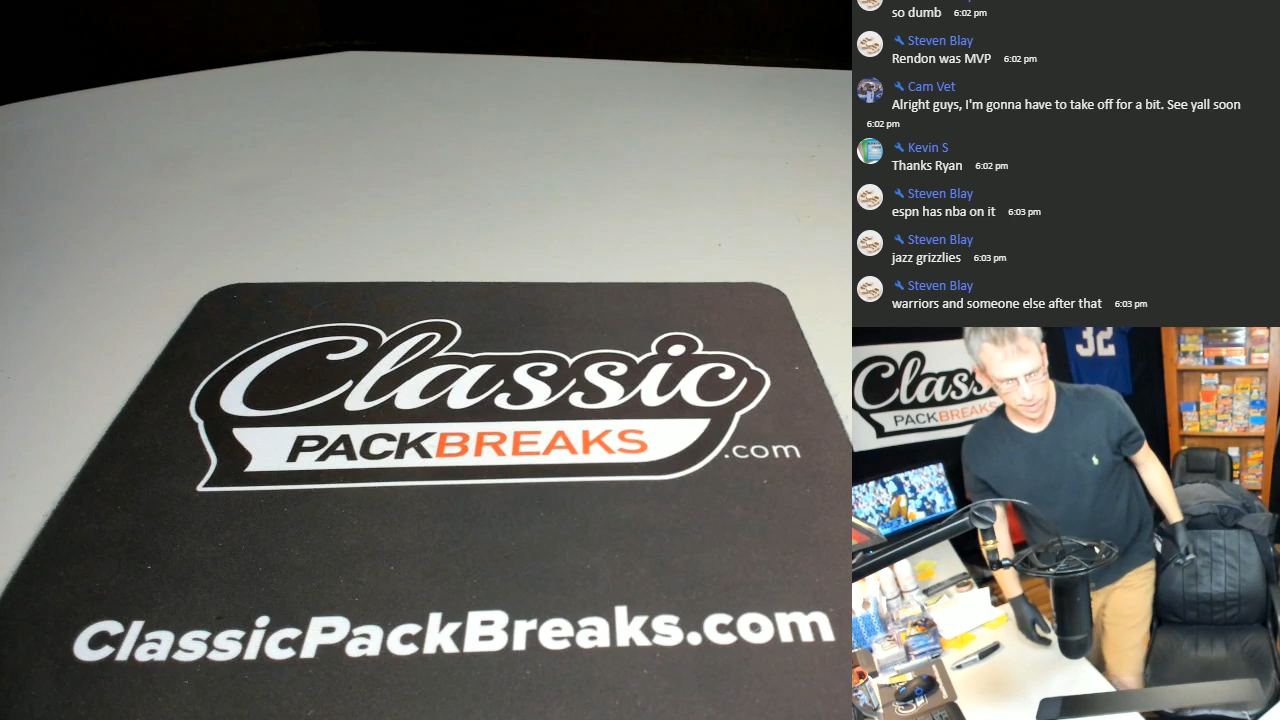 so dumb 6:02 pm
Steven Blay
Rendon was MVP 6:02 pm
Cam Vet
Alright guys, I'm gonna have to take off for a bit. See yall soon
6:02 pm
Kevin S
Thanks Ryan 6:02 pm
Steven Blay
espn has nba on it 6:03 pm
Steven Blay
jazz grizzlies 6:03 pm
Steven Blay
warriors and someone else after that 6:03 pm
Classic
PACKBREAKS
.com
ClassicPackBreaks.com
32
Class
PACKBREAKS